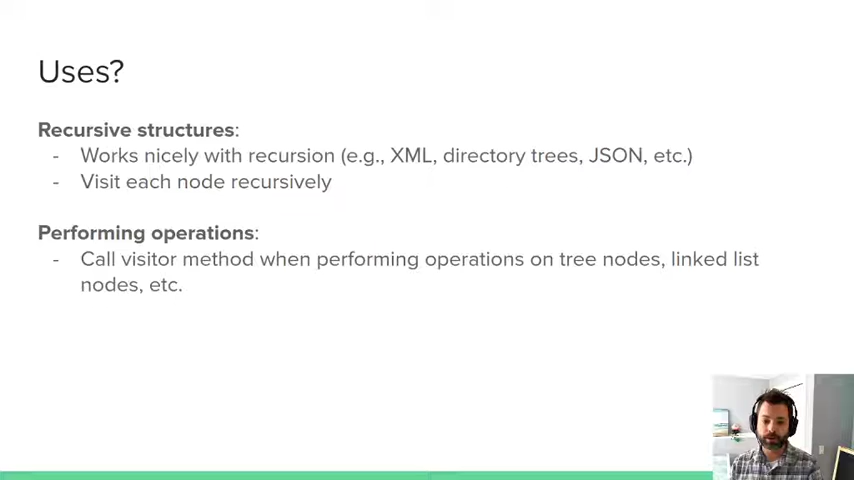 Uses?
Recursive structures:
- Works nicely with recursion (e.g., XML, directory trees, JSON, etc.)
- Visit each node recursively
Performing operations:
- Call visitor method when performing operations on tree nodes, linked list
nodes, etc.